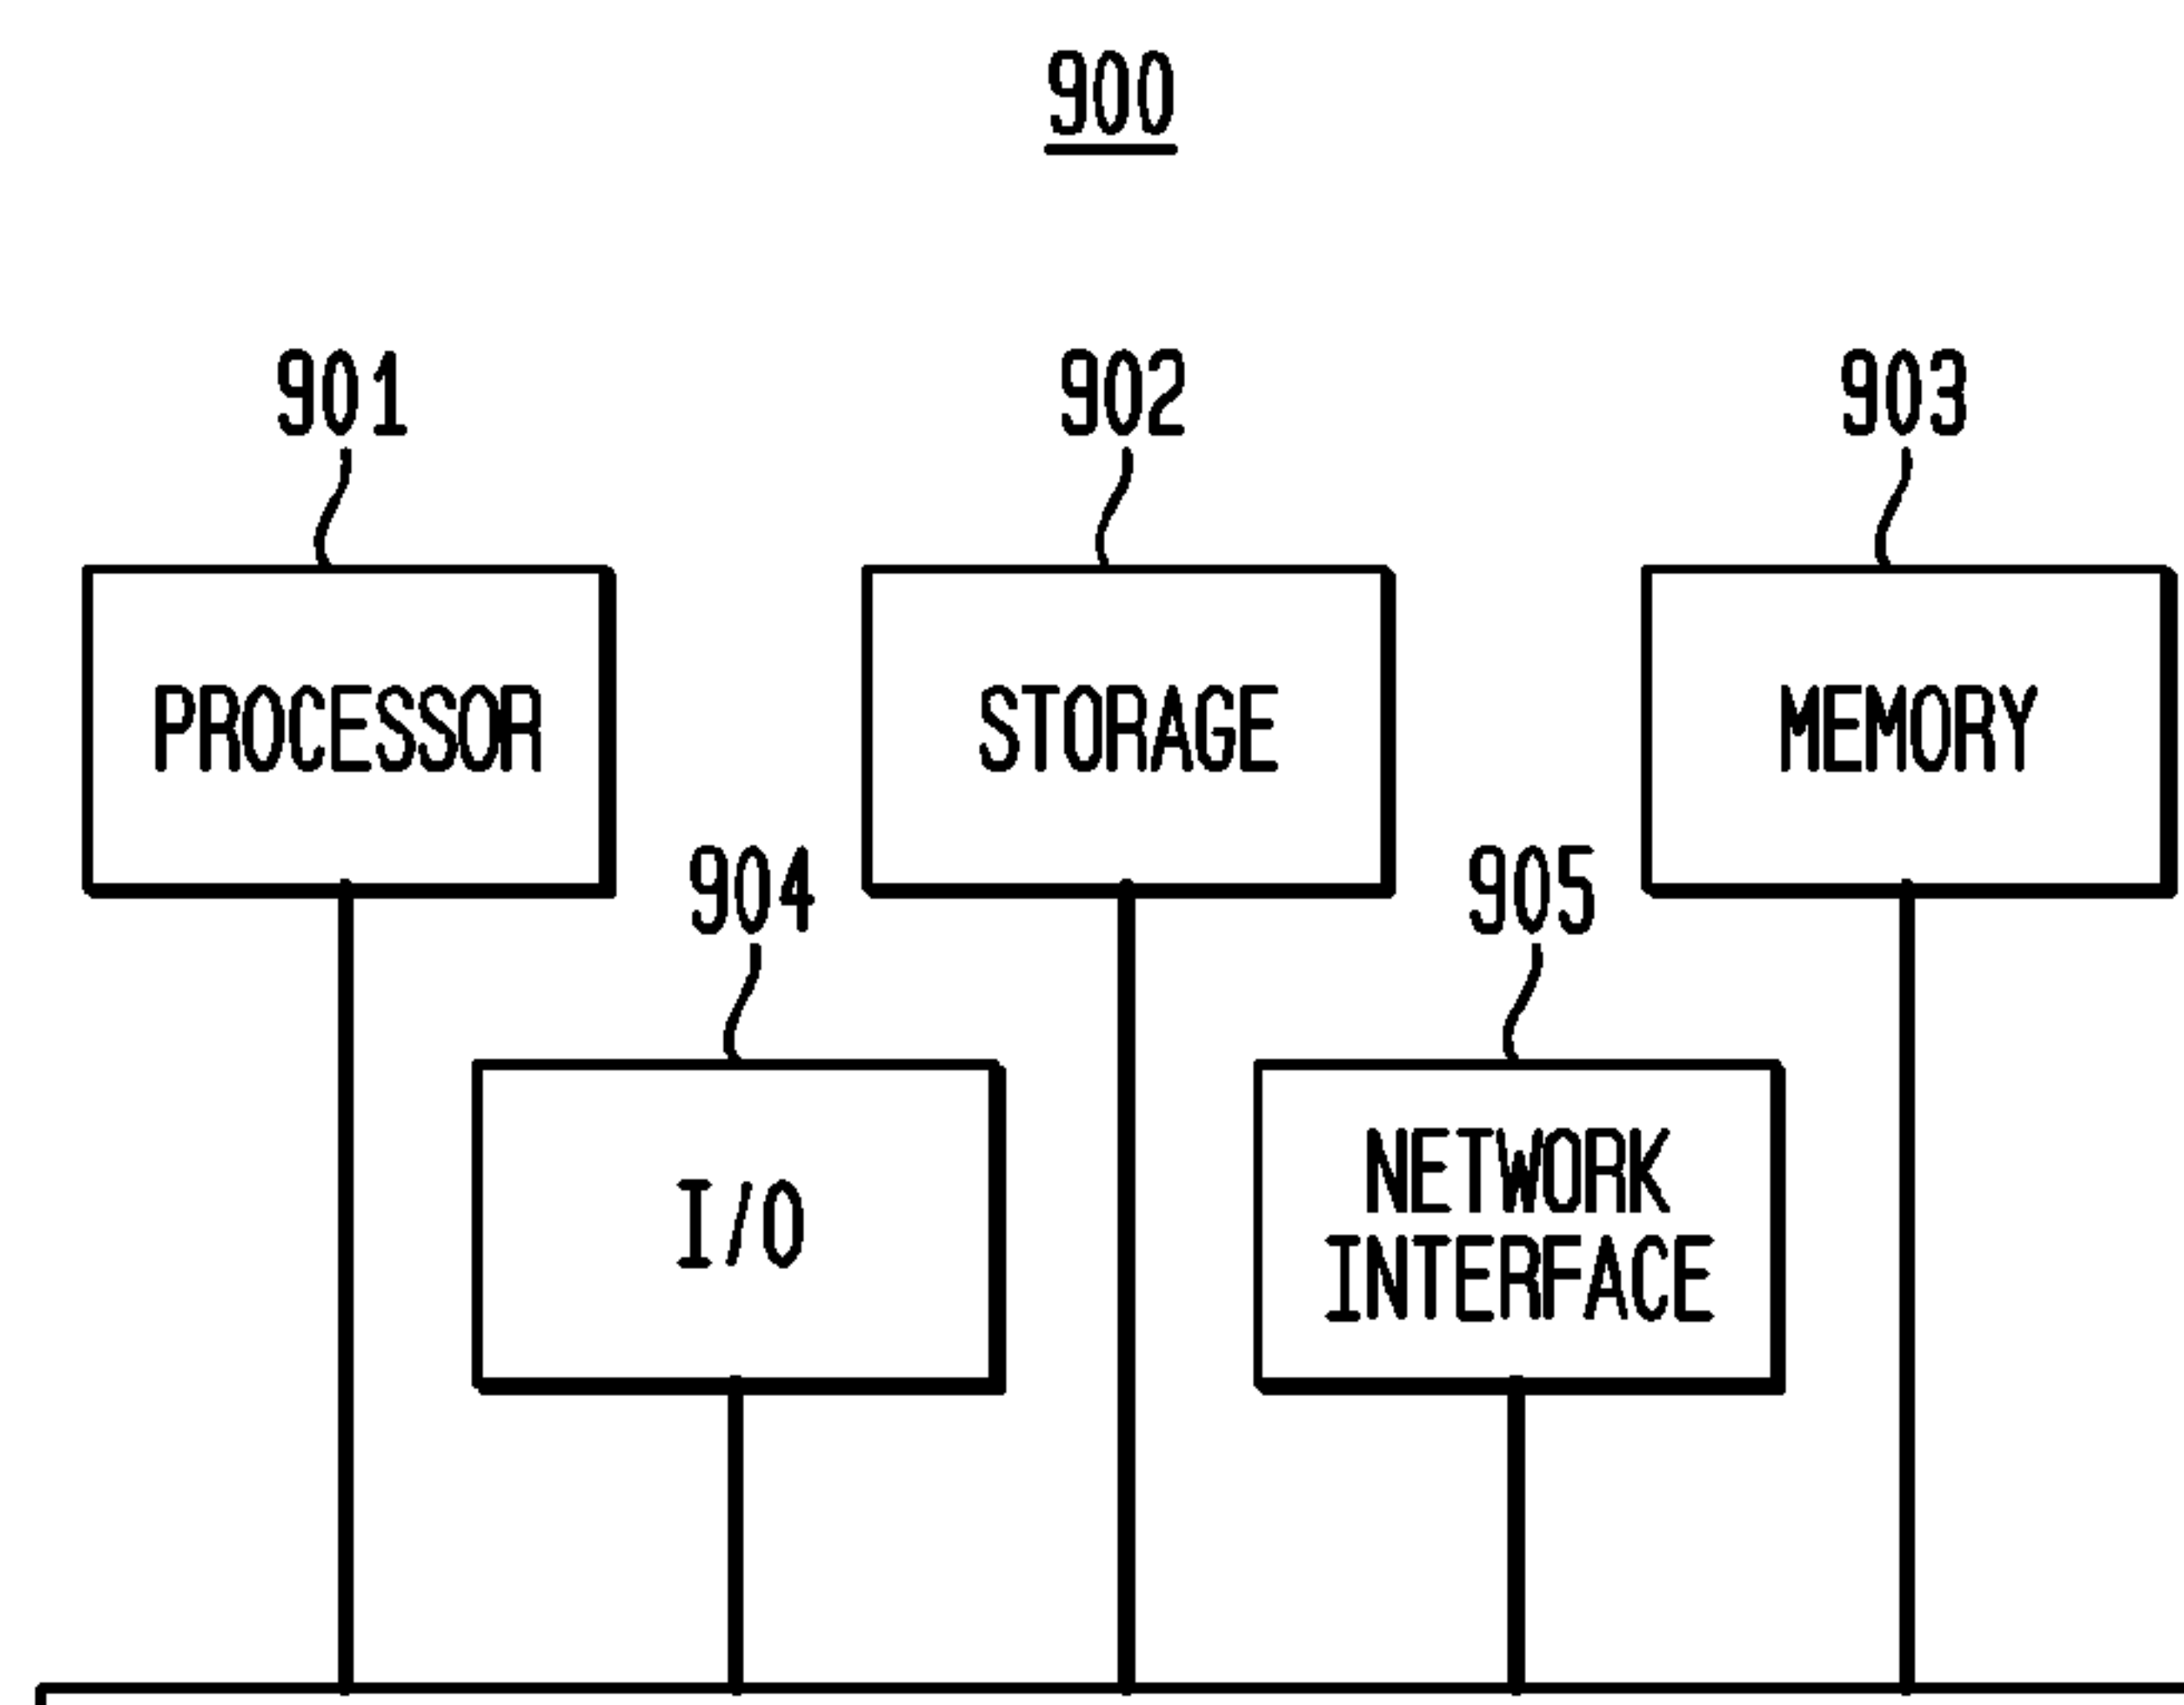 900
901
902
903
PROCESSOR
STORAGE
MEMORY
904
905
I/O
NETWORK
INTERFACE